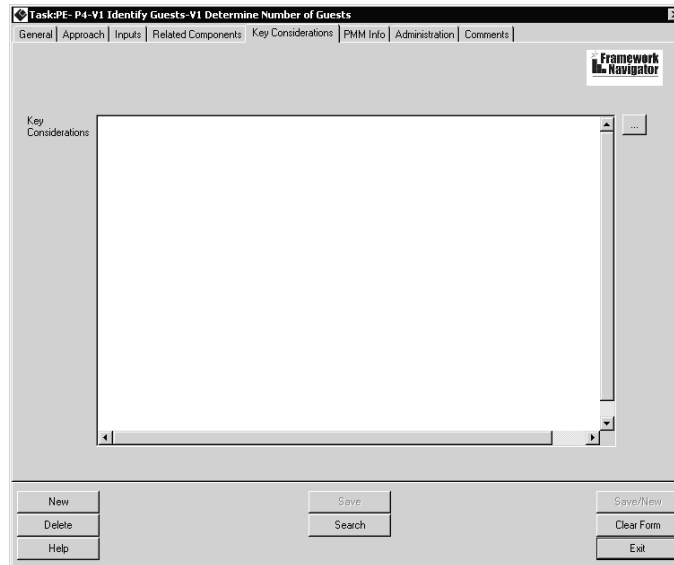 Task:PE- P4-V1 Identify Guests-V1 Determine Number of Guests
General Approach Inputs Related Components Key Considerations PMM Info Administration Comments
Framework
Navigator
Key
Considerations
...
New Save Save/New
Delete Search Clear Form
Help Exit